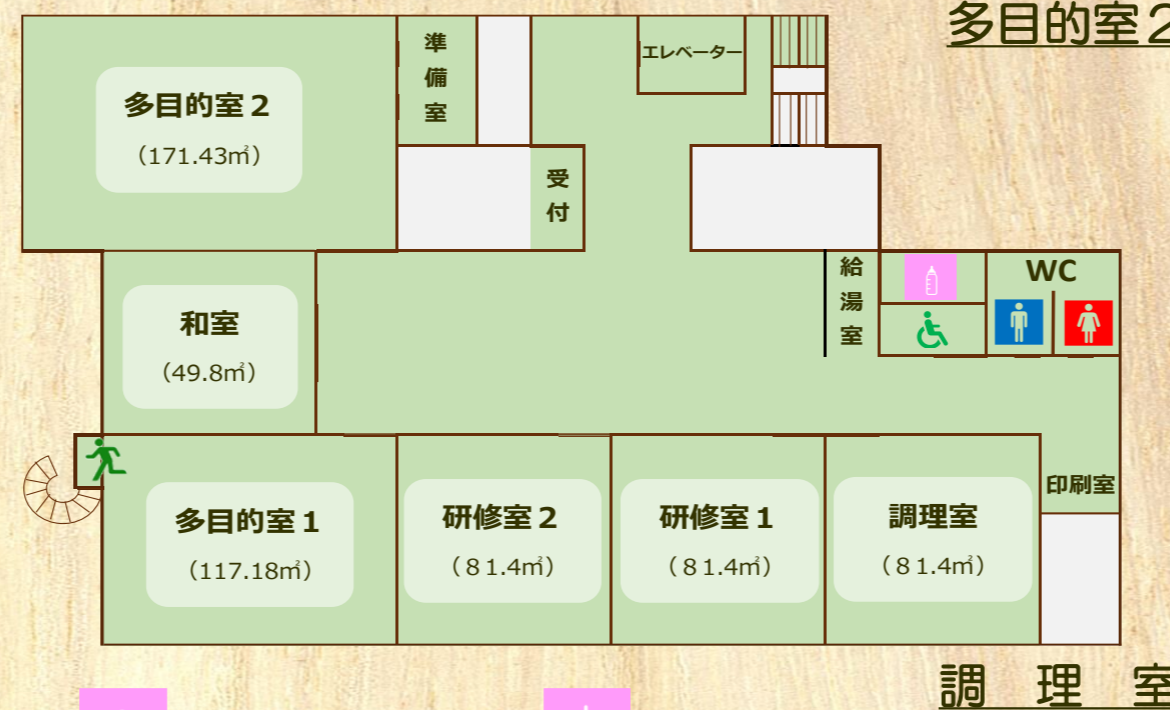 多目的室２
準備室
エレベーター
多目的室２
（171.43㎡）
受付
給湯室
WC
和室
（49.8㎡）
印刷室
多目的室１
（117.18㎡）
研修室２
（８1.4㎡）
研修室１
（８1.4㎡）
調理室
（８1.4㎡）
調　理　室